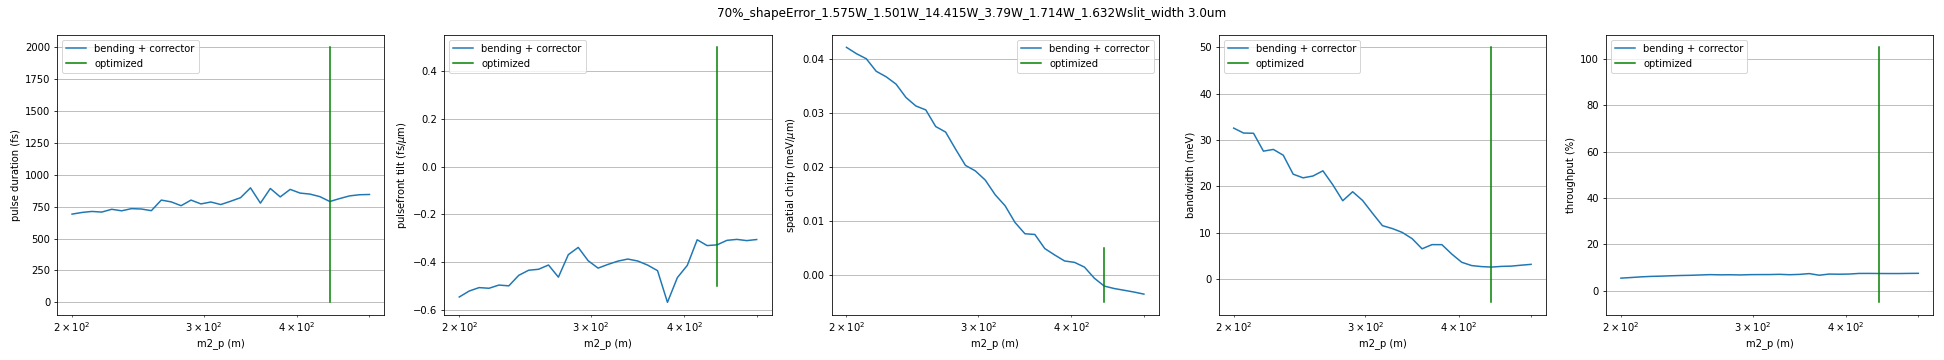 70%_shapeError_1.575W_1.501W_14.415W_3.79W_1.714W_1.632Wslit_width 3.0um
pulse duration (fs)
2000
1750
1500
1250
1000
750
500
250
0
bending + corrector
optimized
2 × 10²
3 × 10²
4 × 10²
m2_p (m)
pulsefront tilt (fs/μm)
0.4
0.2
0.0
−0.2
−0.4
−0.6
bending + corrector
optimized
2 × 10²
3 × 10²
4 × 10²
m2_p (m)
spatial chirp (meV/μm)
0.04
0.03
0.02
0.01
0.00
bending + corrector
optimized
2 × 10²
3 × 10²
4 × 10²
m2_p (m)
bandwidth (meV)
50
40
30
20
10
0
bending + corrector
optimized
2 × 10²
3 × 10²
4 × 10²
m2_p (m)
throughput (%)
100
80
60
40
20
0
bending + corrector
optimized
2 × 10²
3 × 10²
4 × 10²
m2_p (m)